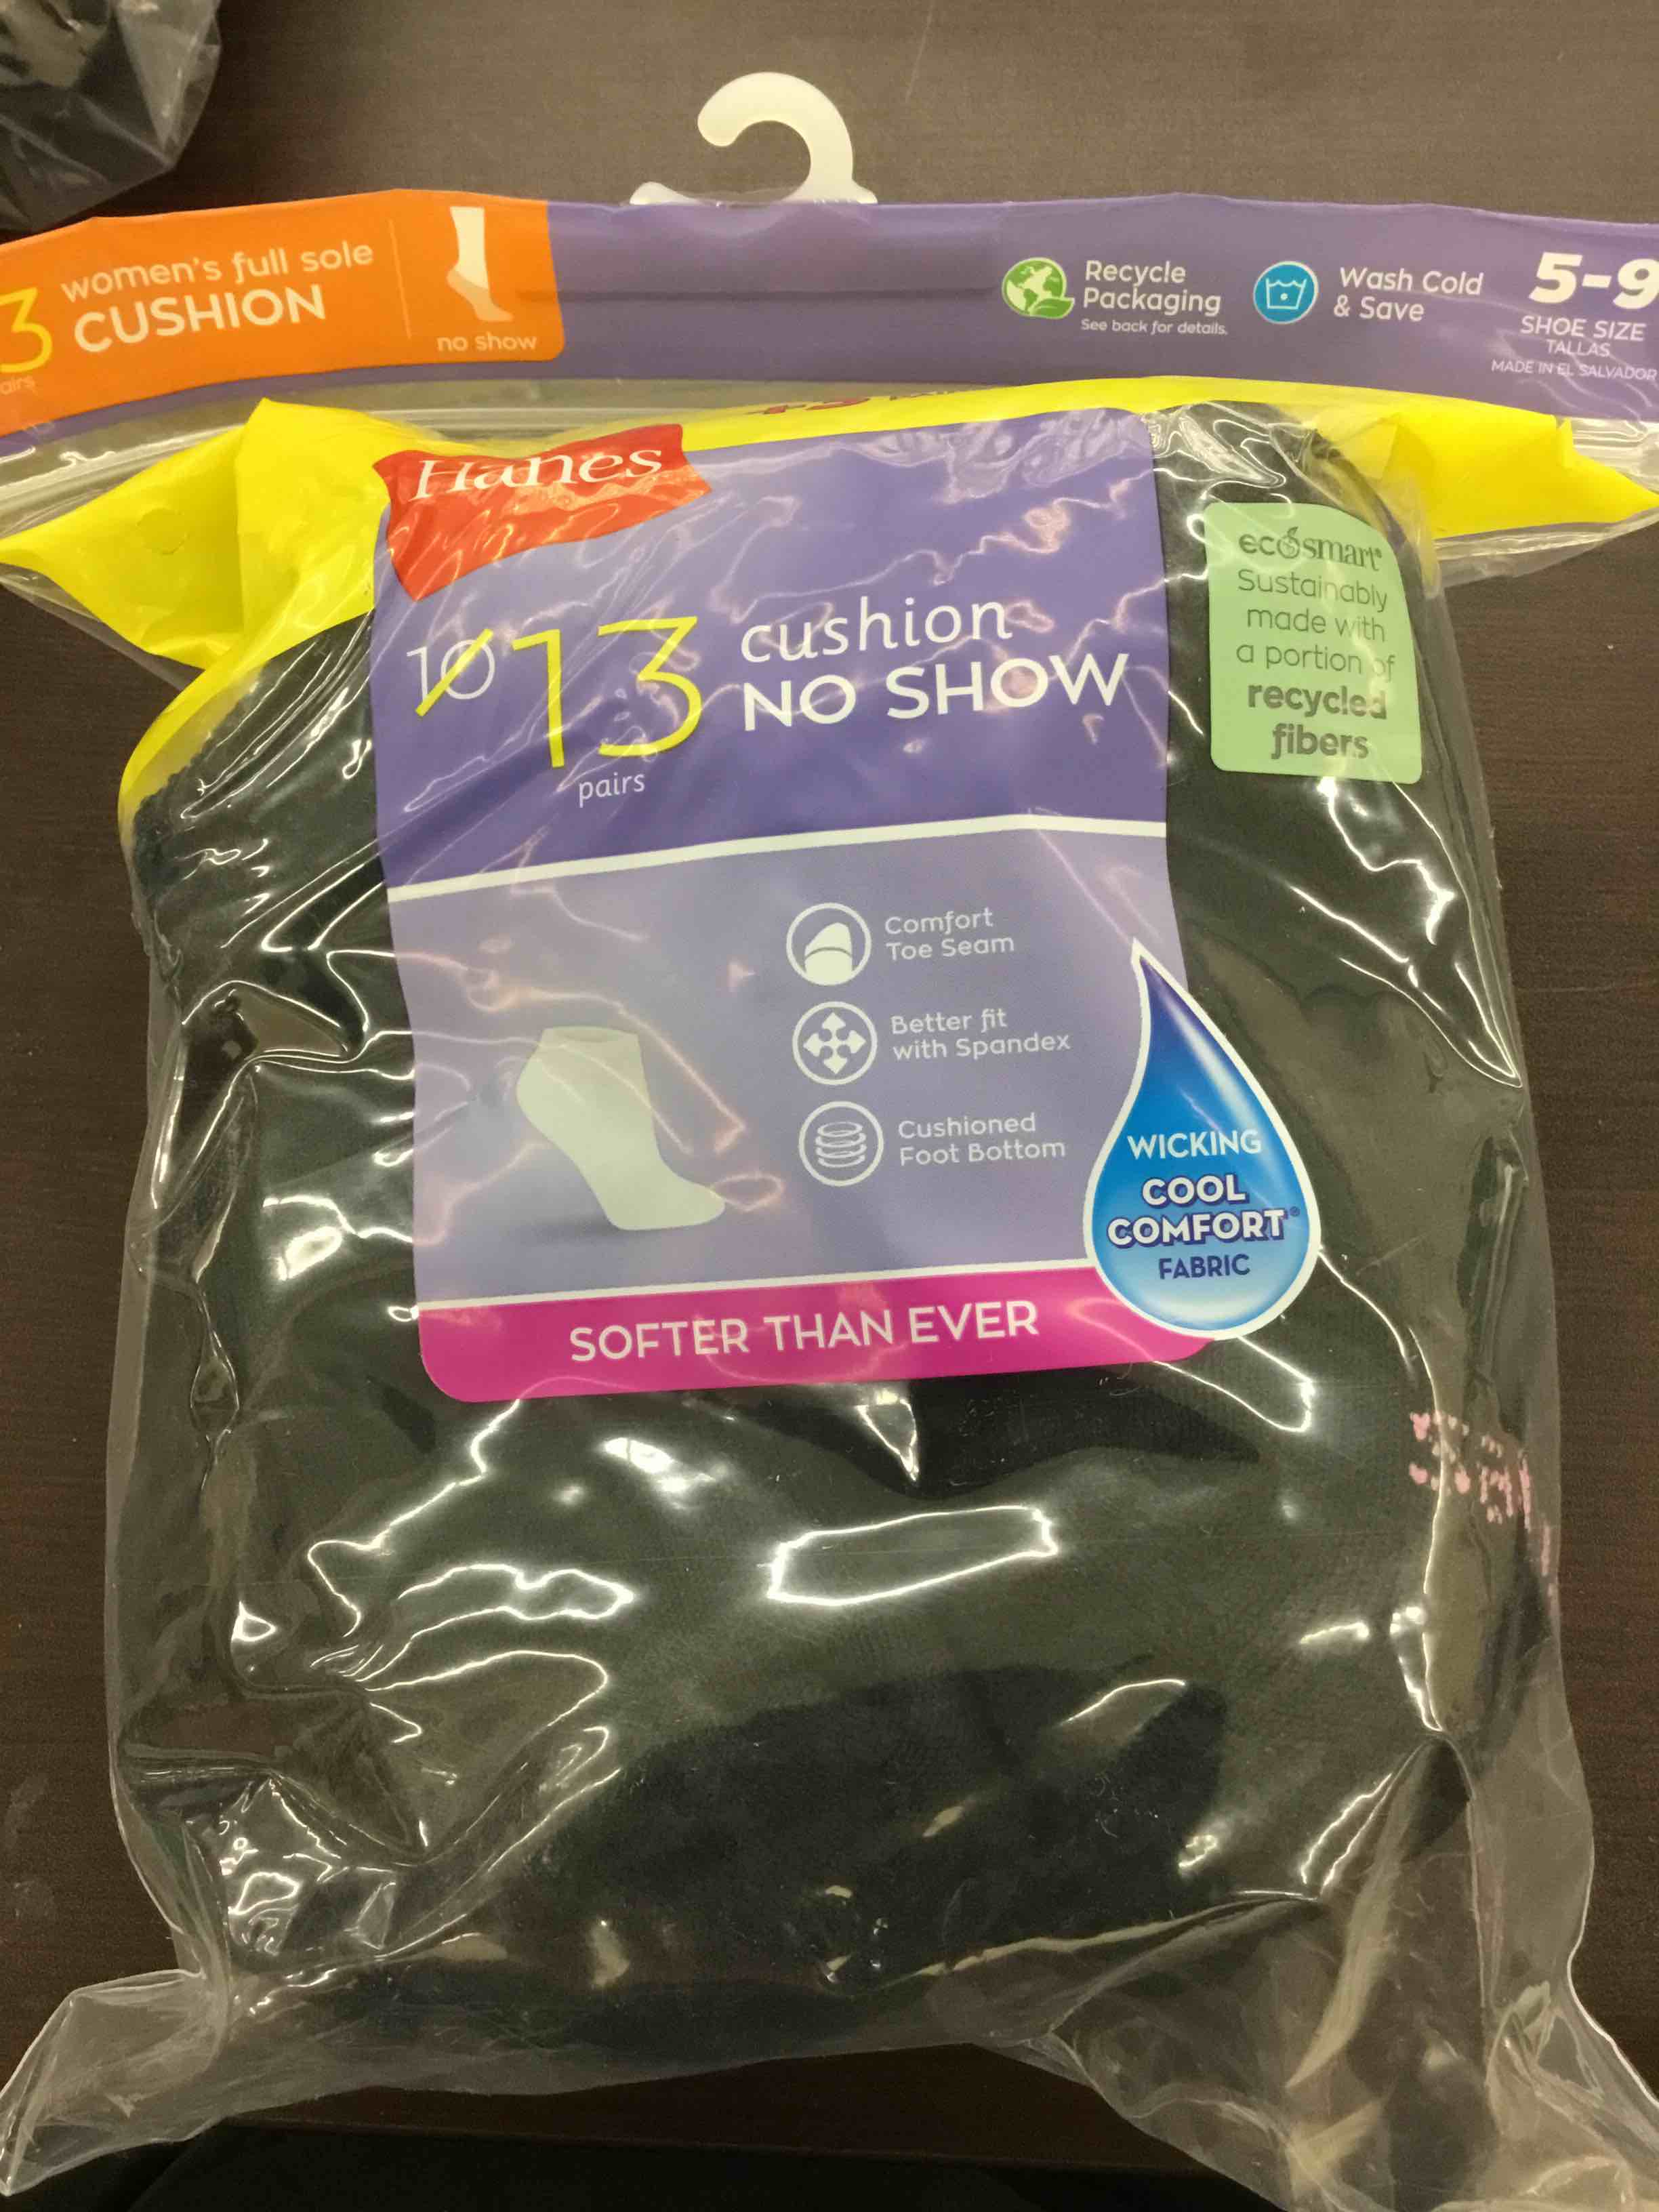 3
women's full sole
CUSHION
no show
Recycle
Packaging
See back for details.
Wash Cold
& Save
5-9
SHOE SIZE
TALLAS
MADE IN EL SALVADOR
Hanes
10 13
pairs
cushion
NO SHOW
ecosmart®
Sustainably
made with
a portion of
recycled
fibers
Comfort
Toe Seam
Better fit
with Spandex
Cushioned
Foot Bottom
WICKING
COOL
COMFORT®
FABRIC
SOFTER THAN EVER